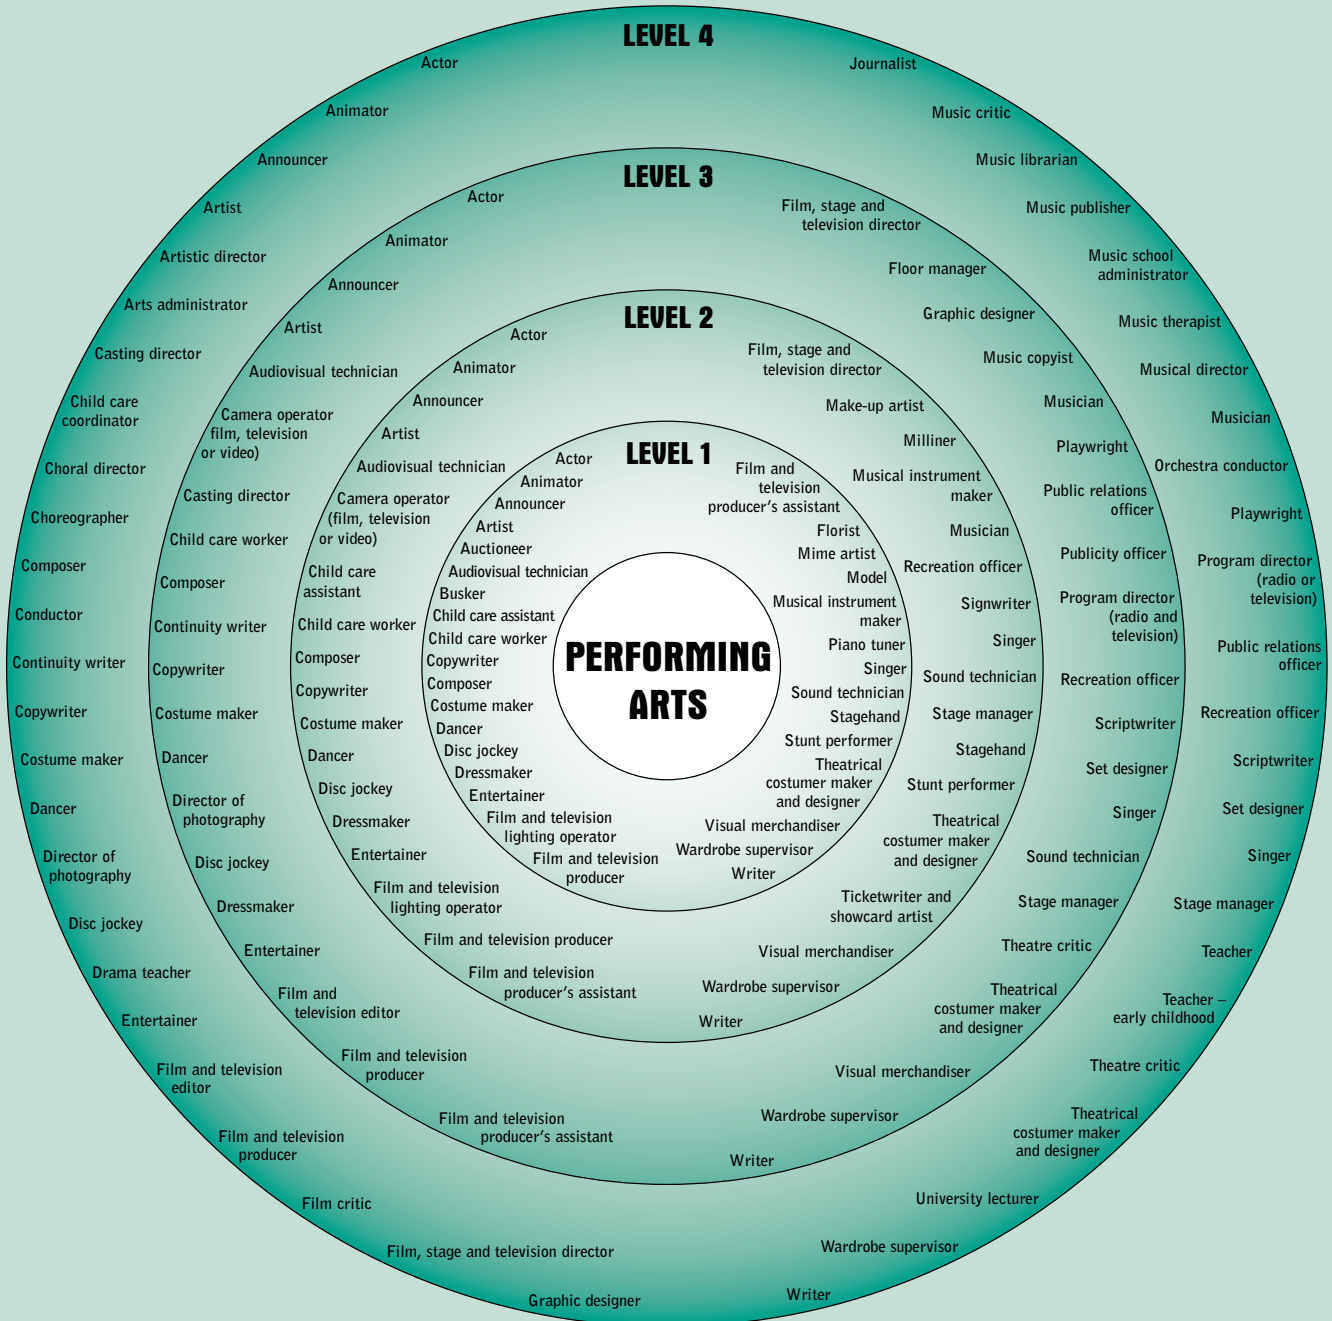 LEVEL 4
Actor
Animator
Announcer
Artist
Artistic director
Arts administrator
Casting director
Child care
coordinator
Choral director
Choreographer
Composer
Conductor
Continuity writer
Copywriter
Costume maker
Dancer
Director of
photography
Disc jockey
Drama teacher
Entertainer
Film and television
editor
Film and television
producer
Film critic
Film, stage and television director
Graphic designer
Journalist
Music critic
Music librarian
Music publisher
Music school
administrator
Music therapist
Musical director
Musician
Orchestra conductor
Playwright
Program director
(radio or
television)
Public relations
officer
Recreation officer
Scriptwriter
Set designer
Singer
Stage manager
Teacher
Teacher –
early childhood
Theatre critic
Theatrical
costumer maker
and designer
University lecturer
Wardrobe supervisor
Writer
LEVEL 3
Actor
Animator
Announcer
Artist
Audiovisual technician
Camera operator
film, television
or video)
Casting director
Child care worker
Composer
Continuity writer
Copywriter
Costume maker
Dancer
Director of
photography
Disc jockey
Dressmaker
Entertainer
Film and
television editor
Film and television
producer
Film and television
producer's assistant
Film, stage and
television director
Floor manager
Graphic designer
Music copyist
Musician
Playwright
Public relations
officer
Publicity officer
Program director
(radio and
television)
Recreation officer
Scriptwriter
Set designer
Singer
Sound technician
Stage manager
Theatre critic
Theatrical
costumer maker
and designer
Visual merchandiser
Wardrobe supervisor
Writer
LEVEL 2
Actor
Animator
Announcer
Artist
Audiovisual technician
Camera operator
(film, television
or video)
Child care
assistant
Child care worker
Composer
Copywriter
Costume maker
Dancer
Disc jockey
Dressmaker
Entertainer
Film and television
lighting operator
Film and television producer
Film and television
producer's assistant
Film, stage and
television director
Make-up artist
Milliner
Musical instrument
maker
Musician
Recreation officer
Signwriter
Singer
Sound technician
Stage manager
Stagehand
Stunt performer
Theatrical
costumer maker
and designer
Ticketwriter and
showcard artist
Visual merchandiser
Wardrobe supervisor
Writer
LEVEL 1
Actor
Animator
Announcer
Artist
Auctioneer
Audiovisual technician
Busker
Child care assistant
Child care worker
Copywriter
Composer
Costume maker
Dancer
Disc jockey
Dressmaker
Entertainer
Film and television
lighting operator
Film and television
producer
Film and
television
producer's assistant
Florist
Mime artist
Model
Musical instrument
maker
Piano tuner
Singer
Sound technician
Stagehand
Stunt performer
Theatrical
costumer maker
and designer
Visual merchandiser
Wardrobe supervisor
Writer
PERFORMING
ARTS